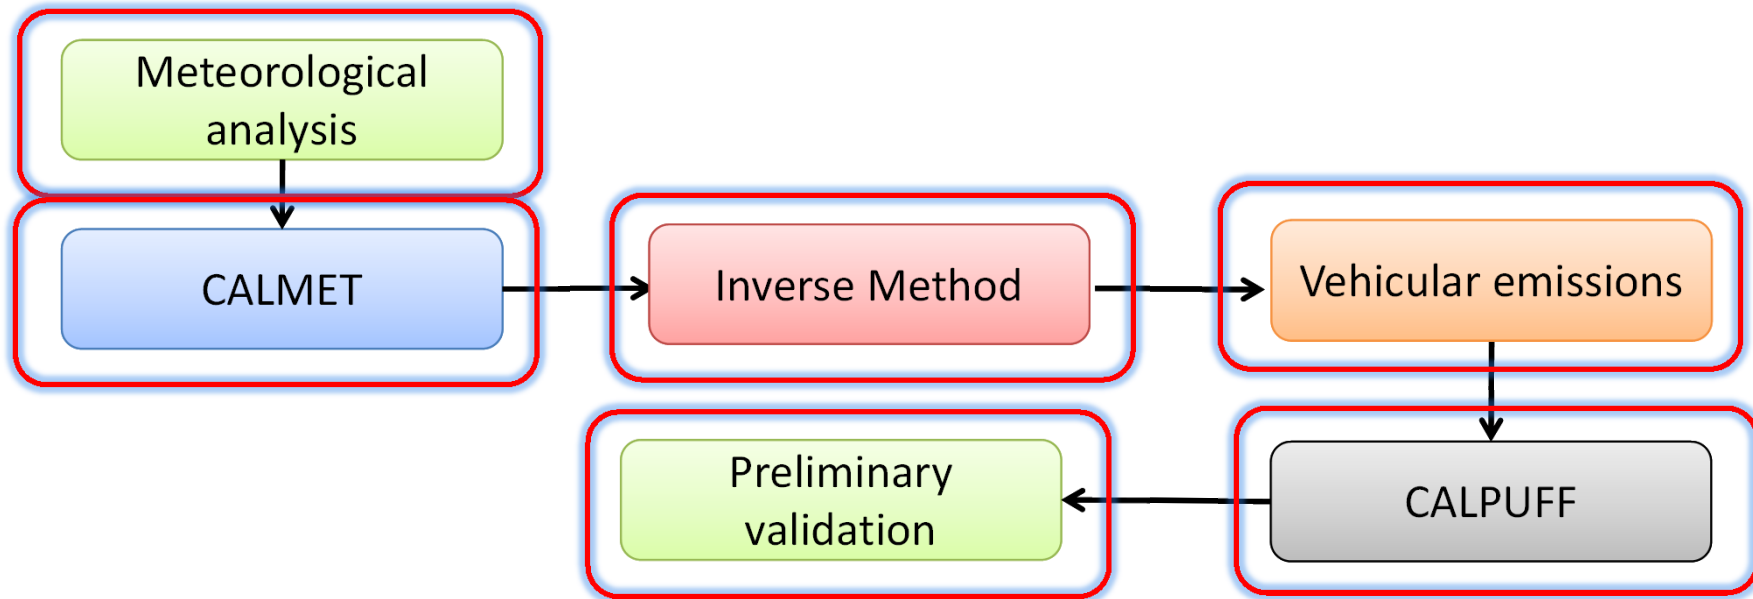 Meteorological
analysis
CALMET
Inverse Method
Vehicular emissions
Preliminary
validation
CALPUFF